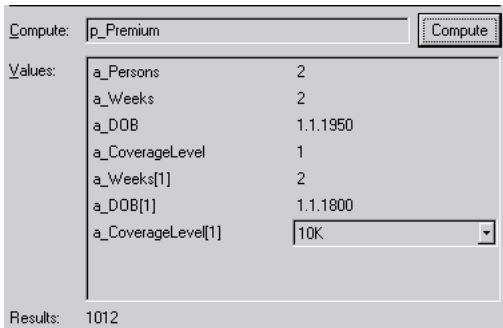 Compute: p_Premium Compute
Values: a_Persons 2
a_Weeks 2
a_DOB 1.1.1950
a_CoverageLevel 1
a_Weeks[1] 2
a_DOB[1] 1.1.1800
a_CoverageLevel[1] 10K
Results: 1012